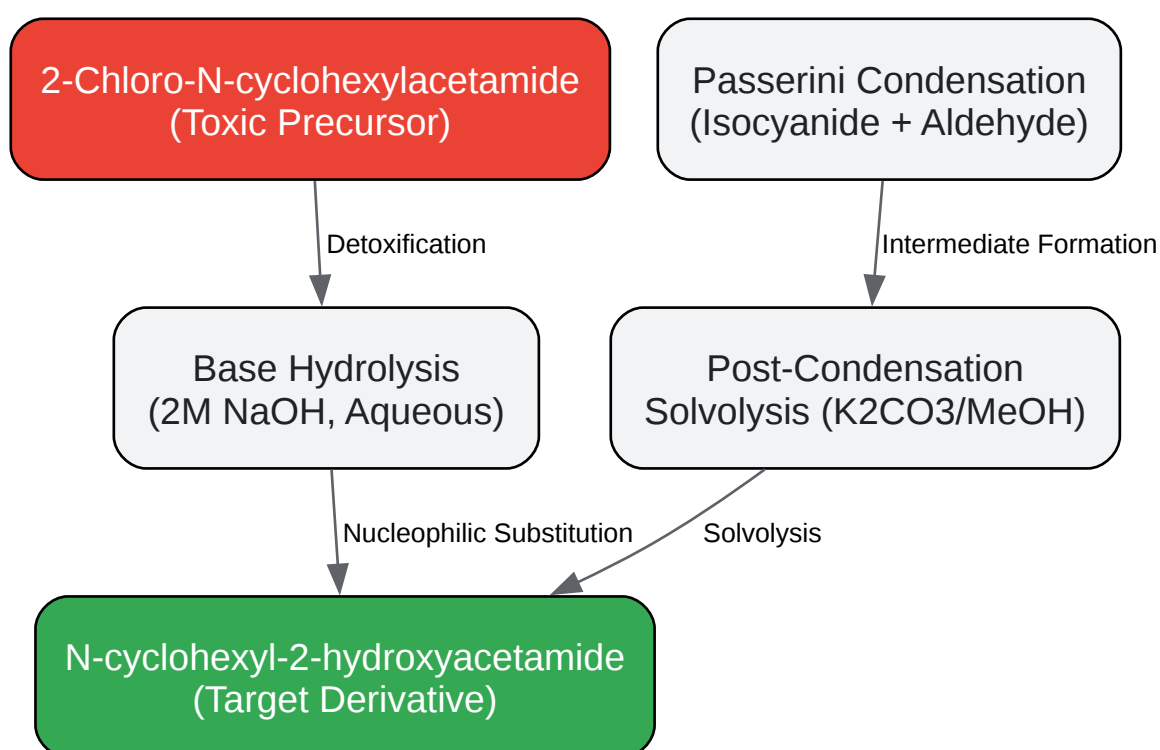 2-Chloro-N-cyclohexylacetamide
(Toxic Precursor)
Passerini Condensation
(Isocyanide + Aldehyde)
Detoxification
Intermediate Formation
Base Hydrolysis
(2M NaOH, Aqueous)
Post-Condensation
Solvolysis (K2CO3/MeOH)
Nucleophilic Substitution
Solvolysis
N-cyclohexyl-2-hydroxyacetamide
(Target Derivative)